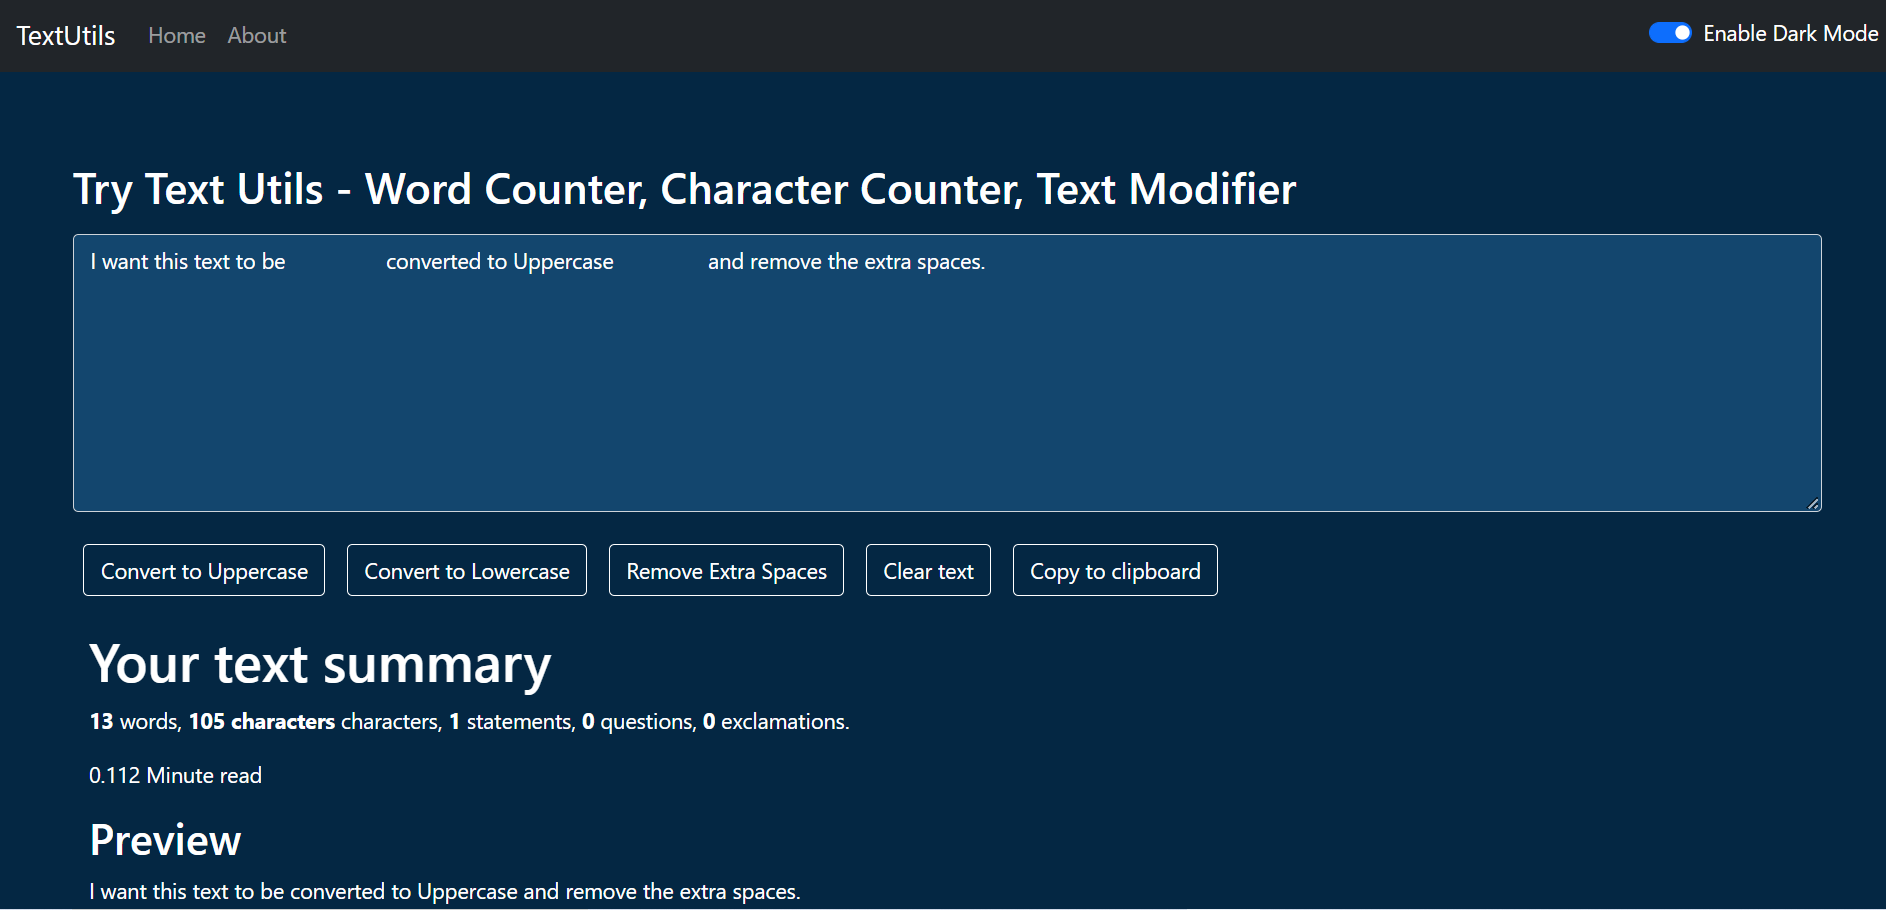 TextUtils Home About Enable Dark Mode
Try Text Utils - Word Counter, Character Counter, Text Modifier
I want this text to be converted to Uppercase and remove the extra spaces.
Convert to Uppercase Convert to Lowercase Remove Extra Spaces Clear text Copy to clipboard
Your text summary
13 words, 105 characters characters, 1 statements, 0 questions, 0 exclamations.
0.112 Minute read
Preview
I want this text to be converted to Uppercase and remove the extra spaces.